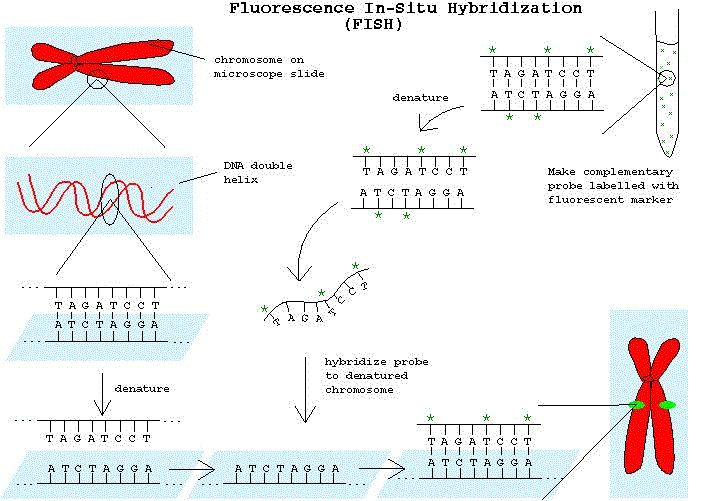 Fluorescence In-Situ Hybridization
(FISH)
chromosome on
microscope slide
DNA double
helix
TAGATCCT
ATCTAGGA
denature
TAGATCCT
ATCTAGGA
* * *
TAGATCCT
ATCTAGGA
* *
Make complementary
probe labelled with
fluorescent marker
denature
* * *
TAGATCCT
ATCTAGGA
* *
* * *
TAGATCCT
hybridize probe
to denatured
chromosome
ATCTAGGA
* * *
TAGATCCT
ATCTAGGA